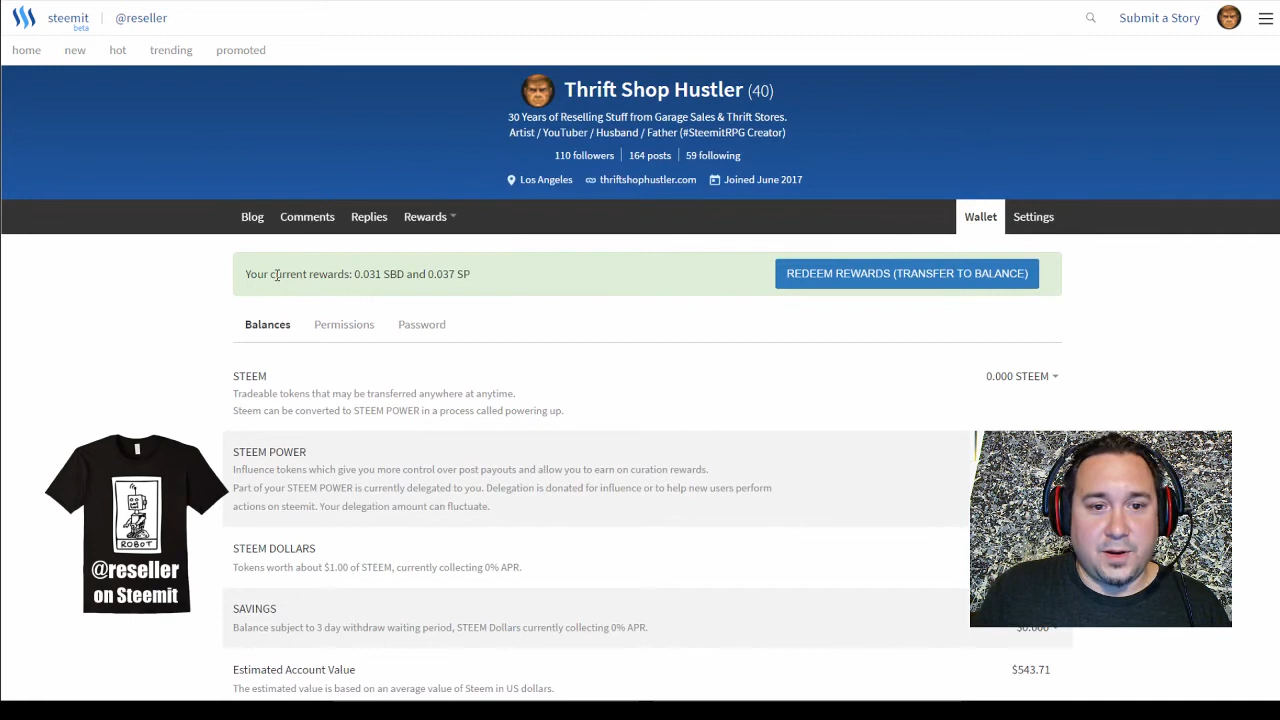 steemit
beta
@reseller
Submit a Story
home new hot trending promoted
Thrift Shop Hustler (40)
30 Years of Reselling Stuff from Garage Sales & Thrift Stores.
Artist / YouTuber / Husband / Father (#SteemitRPG Creator)
110 followers 164 posts 59 following
Los Angeles thriftshophustler.com Joined June 2017
Blog Comments Replies Rewards Wallet Settings
Your current rewards: 0.031 SBD and 0.037 SP
REDEEM REWARDS (TRANSFER TO BALANCE)
Balances Permissions Password
STEEM 0.000 STEEM
Tradeable tokens that may be transferred anywhere at anytime.
Steem can be converted to STEEM POWER in a process called powering up.
STEEM POWER
Influence tokens which give you more control over post payouts and allow you to earn on curation rewards.
Part of your STEEM POWER is currently delegated to you. Delegation is donated for influence or to help new users perform
actions on steemit. Your delegation amount can fluctuate.
ROBOT
@reseller
on Steemit
STEEM DOLLARS
Tokens worth about $1.00 of STEEM, currently collecting 0% APR.
SAVINGS
Balance subject to 3 day withdraw waiting period, STEEM Dollars currently collecting 0% APR.
Estimated Account Value $543.71
The estimated value is based on an average value of Steem in US dollars.